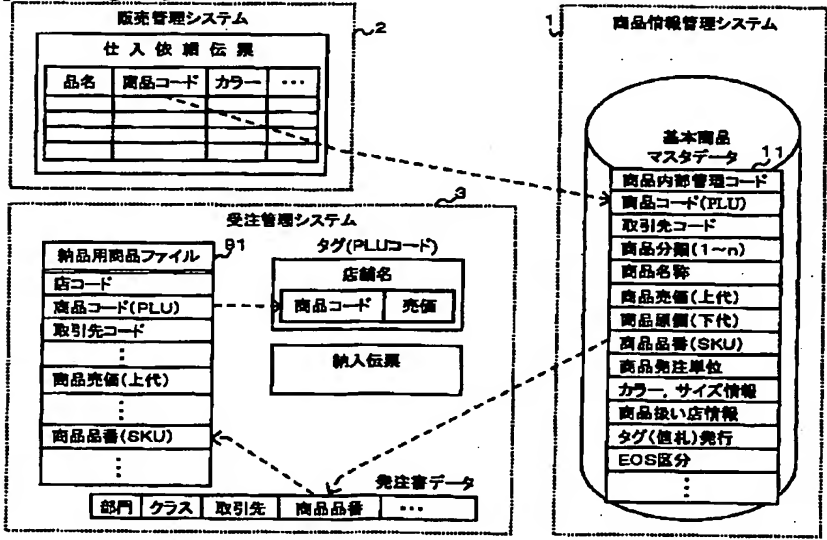 販売管理システム
2
仕入依頼伝票
品名 商品コード カラー ・・・
1
商品情報管理システム
基本商品
マスタデータ
11
商品内部管理コード
商品コード(PLU)
取引先コード
商品分類(1～n)
商品名称
商品売価(上代)
商品原価(下代)
商品品番(SKU)
商品発注単位
カラー,サイズ情報
商品扱い店情報
タグ(値札)発行
EOS区分
⋮
3
受注管理システム
納品用商品ファイル
91
店コード
商品コード(PLU)
取引先コード
⋮
商品売価(上代)
⋮
商品品番(SKU)
⋮
タグ(PLUコード)
店舗名
商品コード 売価
納入伝票
発注書データ
部門 クラス 取引先 商品品番 ・・・